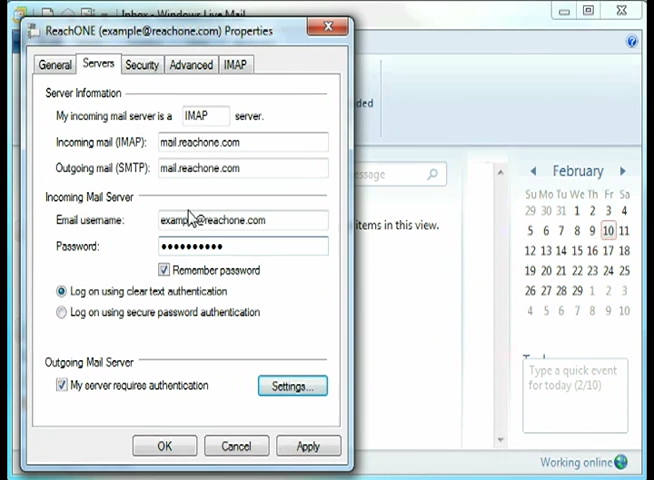 Inbox - Windows Live Mail
ReachONE (example@reachone.com) Properties
General Servers Security Advanced IMAP
Server Information
My incoming mail server is a IMAP server.
Incoming mail (IMAP): mail.reachone.com
Outgoing mail (SMTP): mail.reachone.com
Incoming Mail Server
Email username: example@reachone.com
Password: ●●●●●●●●●●
Remember password
Log on using clear text authentication
Log on using secure password authentication
Outgoing Mail Server
My server requires authentication Settings...
OK Cancel Apply
ded
essage
items in this view.
February
Su Mo Tu We Th Fr Sa
29 30 31 1 2 3 4
5 6 7 8 9 10 11
12 13 14 15 16 17 18
19 20 21 22 23 24 25
26 27 28 29 1 2 3
4 5 6 7 8 9 10
Type a quick event
for today (2/10)
Working online